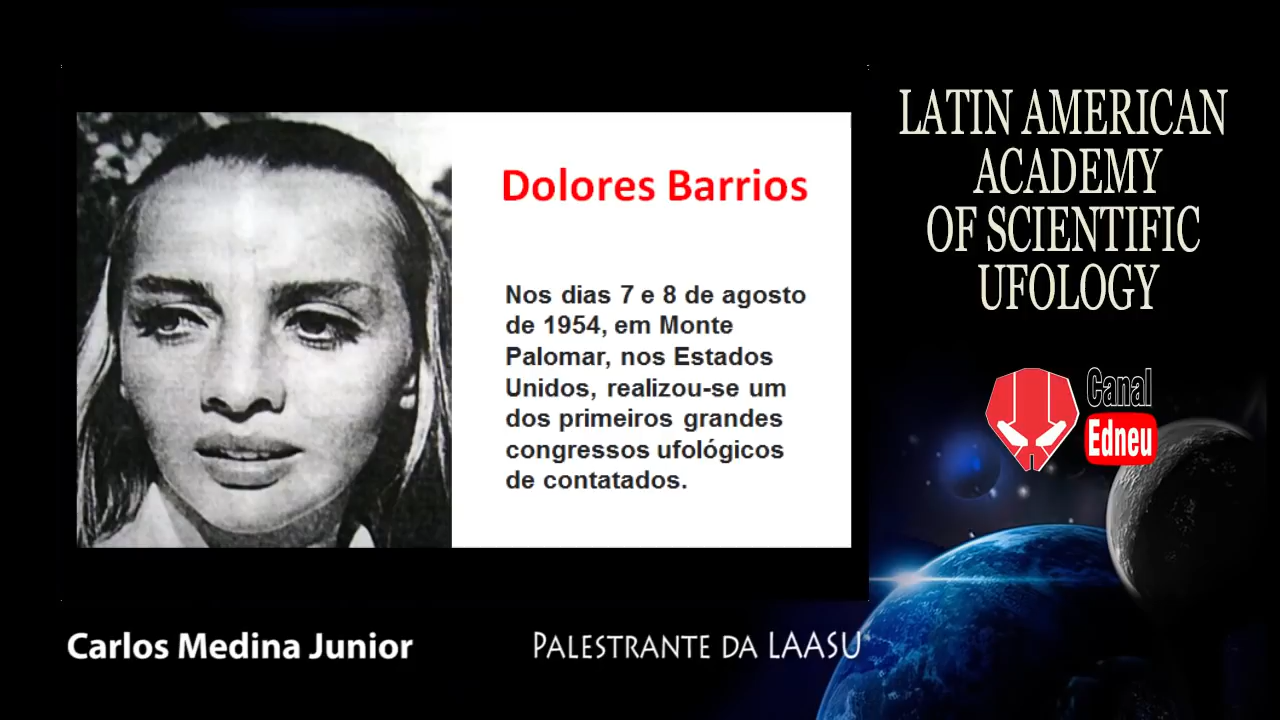 Dolores Barrios
Nos dias 7 e 8 de agosto
de 1954, em Monte
Palomar, nos Estados
Unidos, realizou-se um
dos primeiros grandes
congressos ufológicos
de contatados.
LATIN AMERICAN
ACADEMY
OF SCIENTIFIC
UFOLOGY
Canal
Edneu
Carlos Medina Junior
PALESTRANTE DA LAASU